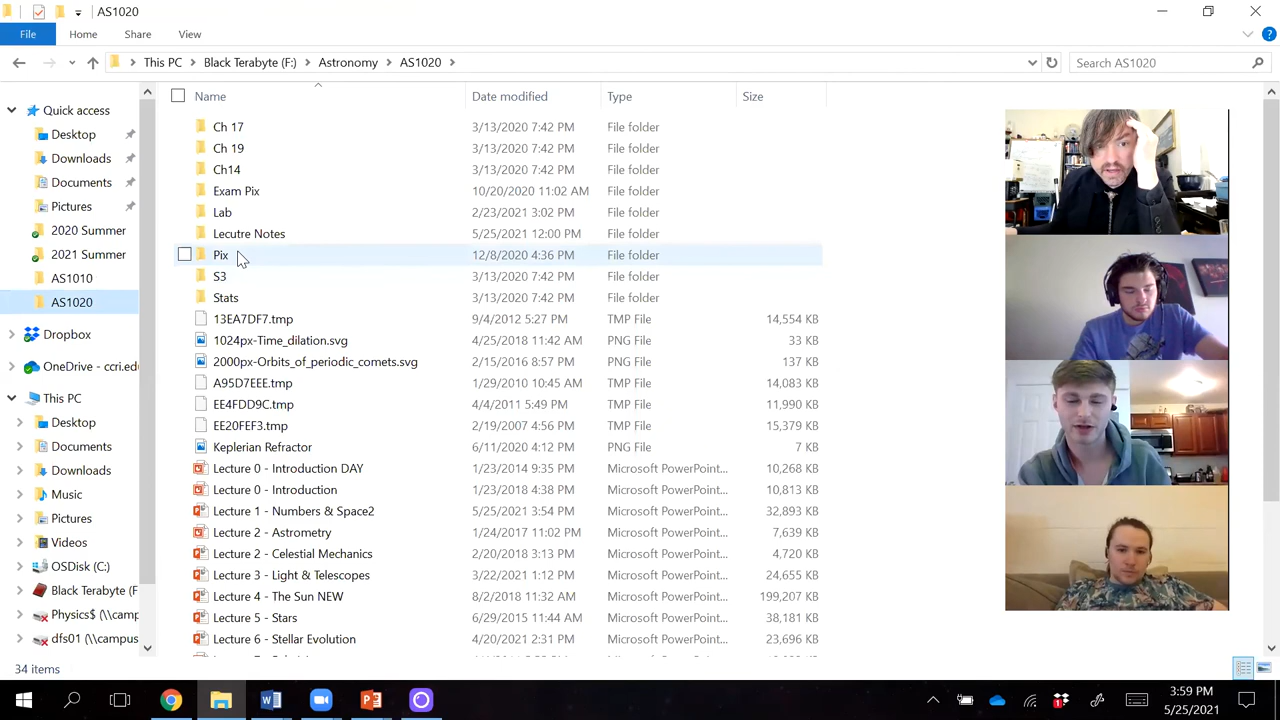 AS1020
File Home Share View
This PC Black Terabyte (F:) Astronomy AS1020 Search AS1020
Name Date modified Type Size
Quick access
Desktop
Downloads
Documents
Pictures
2020 Summer
2021 Summer
AS1010
AS1020
Dropbox
OneDrive - ccri.ed
This PC
Desktop
Documents
Downloads
Music
Pictures
Videos
OSDisk (C:)
Black Terabyte (F
Physics$ (\\camp
dfs01 (\\campus
Ch 17 3/13/2020 7:42 PM File folder
Ch 19 3/13/2020 7:42 PM File folder
Ch14 3/13/2020 7:42 PM File folder
Exam Pix 10/20/2020 11:02 AM File folder
Lab 2/23/2021 3:02 PM File folder
Lecutre Notes 5/25/2021 12:00 PM File folder
Pix 12/8/2020 4:36 PM File folder
S3 3/13/2020 7:42 PM File folder
Stats 3/13/2020 7:42 PM File folder
13EA7DF7.tmp 9/4/2012 5:27 PM TMP File 14,554 KB
1024px-Time_dilation.svg 4/25/2018 11:42 AM PNG File 33 KB
2000px-Orbits_of_periodic_comets.svg 2/15/2016 8:57 PM PNG File 137 KB
A95D7EEE.tmp 1/29/2010 10:45 AM TMP File 14,083 KB
EE4FDD9C.tmp 4/4/2011 5:49 PM TMP File 11,990 KB
EE20FEF3.tmp 2/19/2007 4:56 PM TMP File 15,379 KB
Keplerian Refractor 6/11/2020 4:12 PM PNG File 7 KB
Lecture 0 - Introduction DAY 1/23/2014 9:35 PM Microsoft PowerPoint... 10,268 KB
Lecture 0 - Introduction 1/23/2018 4:38 PM Microsoft PowerPoint... 10,813 KB
Lecture 1 - Numbers & Space2 5/25/2021 3:54 PM Microsoft PowerPoint... 32,893 KB
Lecture 2 - Astrometry 1/24/2017 11:02 PM Microsoft PowerPoint... 7,639 KB
Lecture 2 - Celestial Mechanics 2/20/2018 3:13 PM Microsoft PowerPoint... 4,720 KB
Lecture 3 - Light & Telescopes 3/22/2021 1:12 PM Microsoft PowerPoint... 24,655 KB
Lecture 4 - The Sun NEW 8/2/2018 11:32 AM Microsoft PowerPoint... 199,207 KB
Lecture 5 - Stars 6/29/2015 11:44 AM Microsoft PowerPoint... 38,181 KB
Lecture 6 - Stellar Evolution 4/20/2021 2:31 PM Microsoft PowerPoint... 23,696 KB
34 items
3:59 PM
5/25/2021